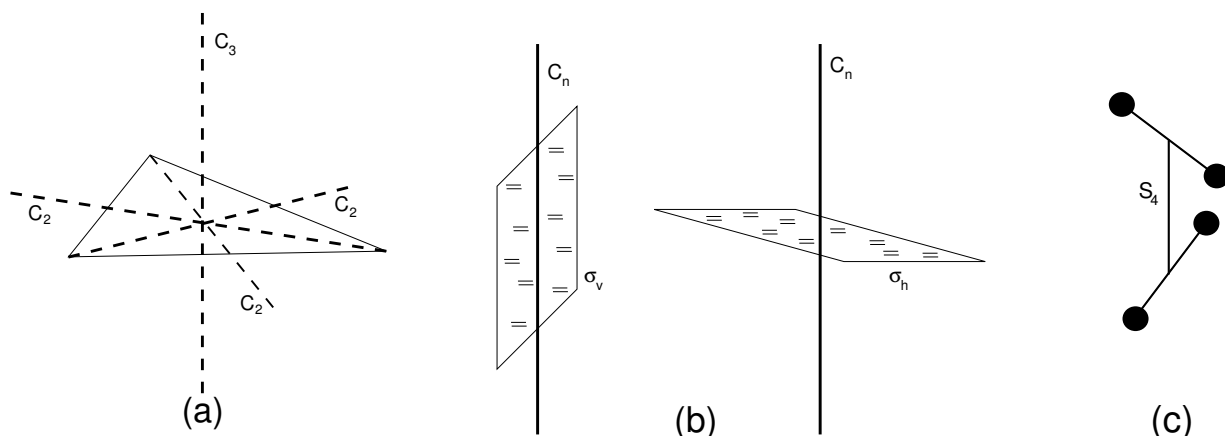 C₃
C₂
C₂
C₂
(a)
Cₙ
σᵥ
Cₙ
σₕ
(b)
S₄
(c)